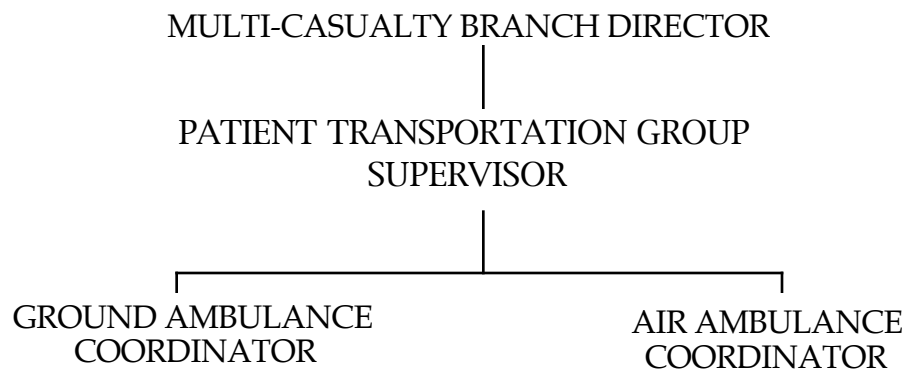 MULTI-CASUALTY BRANCH DIRECTOR
PATIENT TRANSPORTATION GROUP
SUPERVISOR
GROUND AMBULANCE
COORDINATOR
AIR AMBULANCE
COORDINATOR